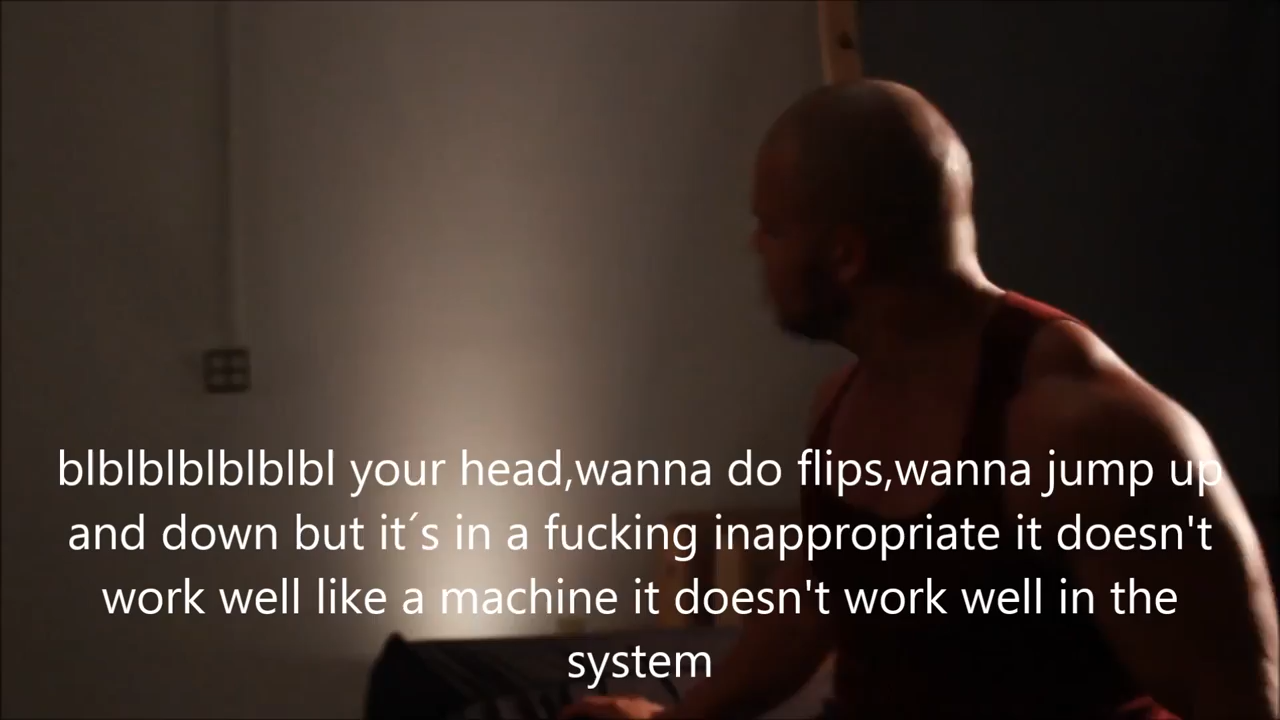 blblblblblblbl your head,wanna do flips,wanna jump up
and down but it´s in a fucking inappropriate it doesn't
work well like a machine it doesn't work well in the
system